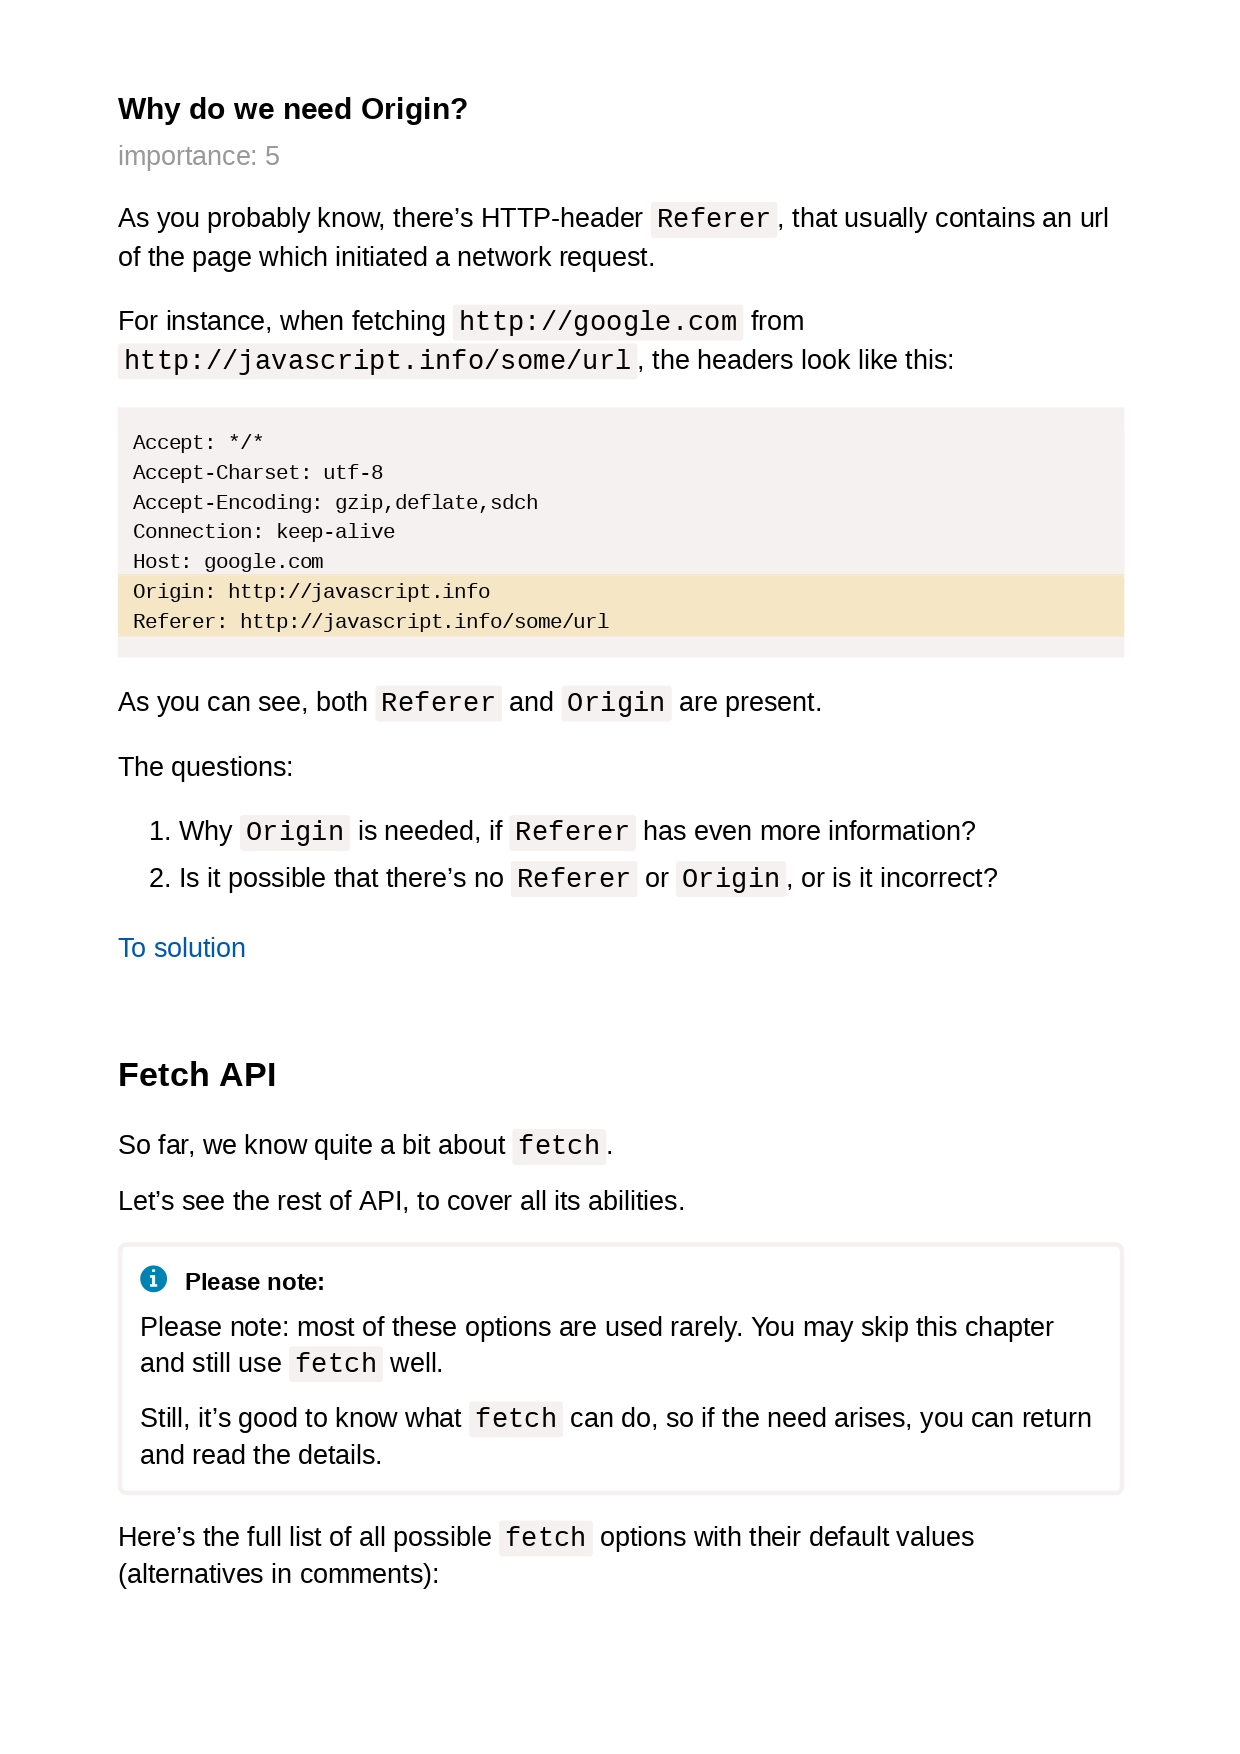 Why do we need Origin?
importance: 5
As you probably know, there’s HTTP-header Referer, that usually contains an url
of the page which initiated a network request.
For instance, when fetching http://google.com from
http://javascript.info/some/url, the headers look like this:
Accept: */*
Accept-Charset: utf-8
Accept-Encoding: gzip,deflate,sdch
Connection: keep-alive
Host: google.com
Origin: http://javascript.info
Referer: http://javascript.info/some/url
As you can see, both Referer and Origin are present.
The questions:
1. Why Origin is needed, if Referer has even more information?
2. Is it possible that there’s no Referer or Origin, or is it incorrect?
To solution
Fetch API
So far, we know quite a bit about fetch.
Let’s see the rest of API, to cover all its abilities.
Please note:
Please note: most of these options are used rarely. You may skip this chapter
and still use fetch well.
Still, it’s good to know what fetch can do, so if the need arises, you can return
and read the details.
Here’s the full list of all possible fetch options with their default values
(alternatives in comments):